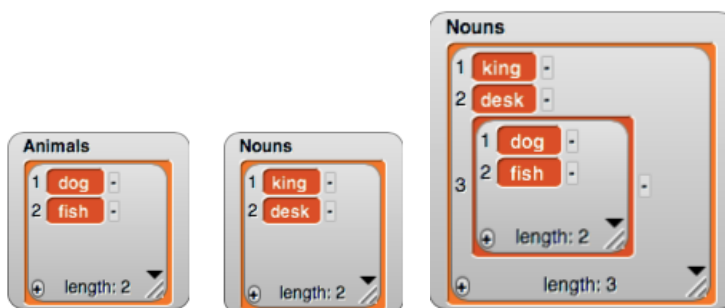 Animals
1 dog -
2 fish -
+ length: 2
Nouns
1 king -
2 desk -
+ length: 2
Nouns
1 king -
2 desk -
3
1 dog -
2 fish -
+ length: 2
-
+ length: 3